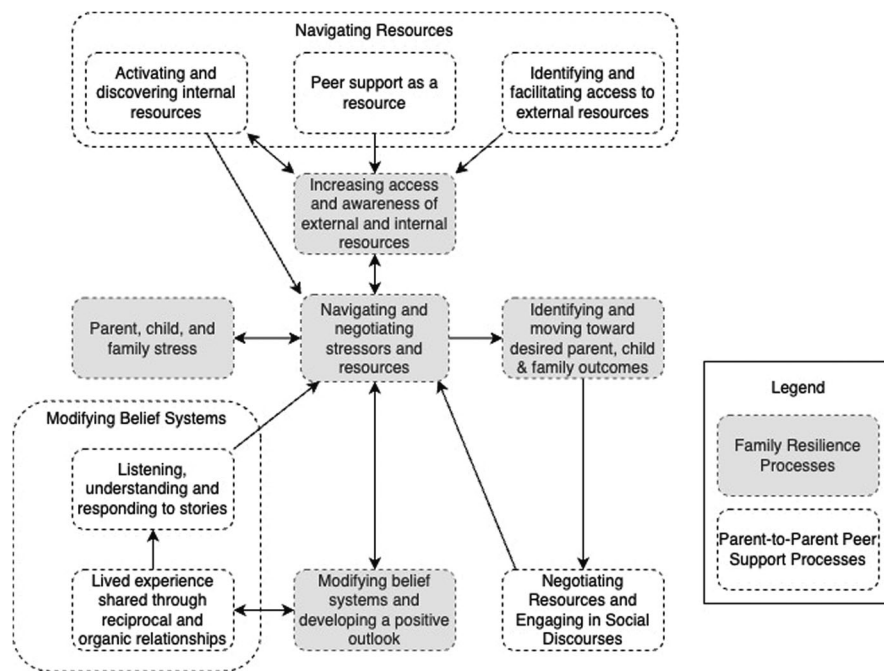 Navigating Resources
Activating and
discovering internal
resources
Peer support as a
resource
Identifying and
facilitating access to
external resources
Increasing access
and awareness of
external and internal
resources
Parent, child, and
family stress
Navigating and
negotiating
stressors and
resources
Identifying and
moving toward
desired parent, child
& family outcomes
Modifying Belief Systems
Listening,
understanding and
responding to stories
Lived experience
shared through
reciprocal and
organic relationships
Modifying belief
systems and
developing a positive
outlook
Negotiating
Resources and
Engaging in Social
Discourses
Legend
Family Resilience
Processes
Parent-to-Parent Peer
Support Processes